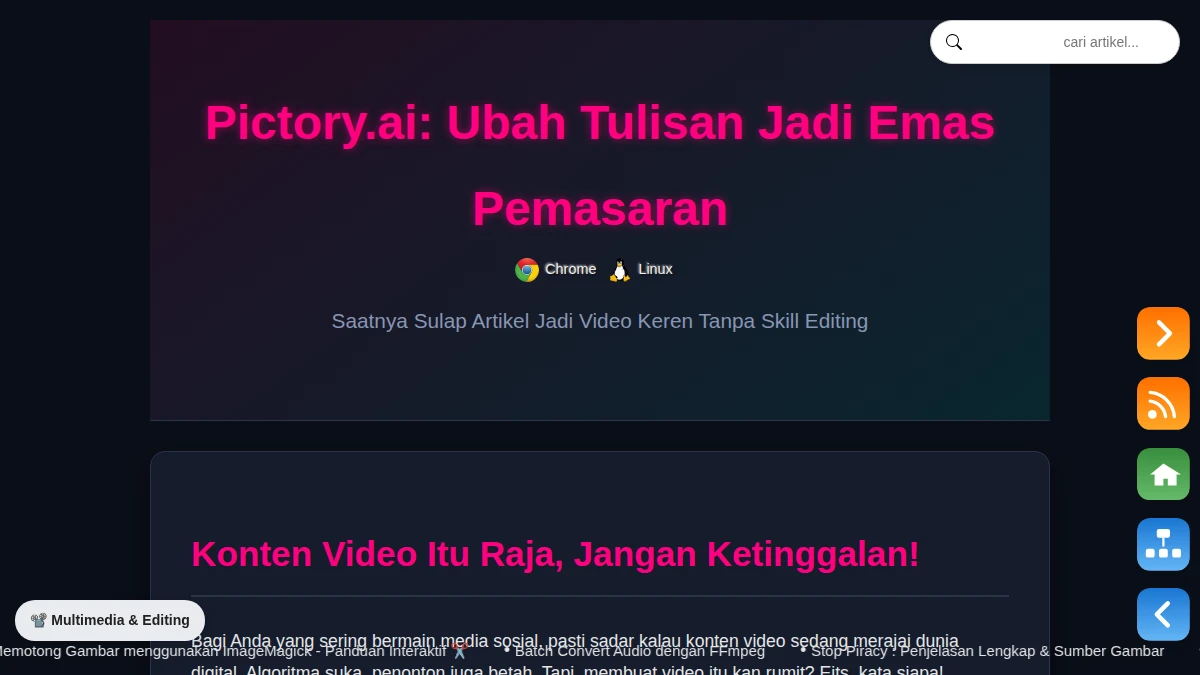 cari artikel...
Pictory.ai: Ubah Tulisan Jadi Emas
Pemasaran
Chrome Linux
Saatnya Sulap Artikel Jadi Video Keren Tanpa Skill Editing
Konten Video Itu Raja, Jangan Ketinggalan!
Multimedia & Editing
Bagi Anda yang sering bermain media sosial, pasti sadar kalau konten video sedang merajai dunia
emotong Gambar menggunakan ImageMagick - Panduan Interaktif • Batch Convert Audio dengan FFmpeg • Stop Piracy : Penjelasan Lengkap & Sumber Gambar
digital. Algoritma suka, penonton juga betah. Tapi, membuat video itu kan rumit? Eits, kata siapa!